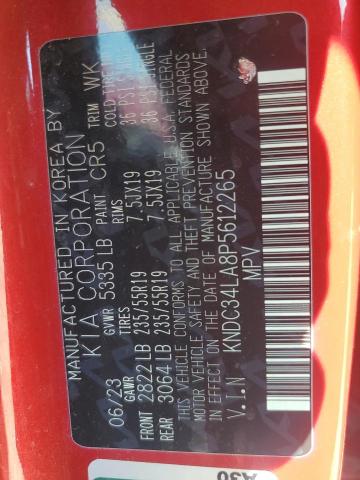 MANUFACTURED IN KOREA BY
KIA CORPORATION
06/23 GVWR 5335 LB PAINT CR5 TRIM WK
GAWR TIRES RIMS COLD TIRE
FRONT 2822 LB 235/55R19 7.5JX19 36 PSI SINGLE
REAR 3064 LB 235/55R19 7.5JX19 36 PSI SINGLE
THIS VEHICLE CONFORMS TO ALL APPLICABLE U.S.A. FEDERAL
MOTOR VEHICLE SAFETY AND THEFT PREVENTION STANDARDS
IN EFFECT ON THE DATE OF MANUFACTURE SHOWN ABOVE.
V.I.N : KNDC34LA8P5612265
MPV
A30